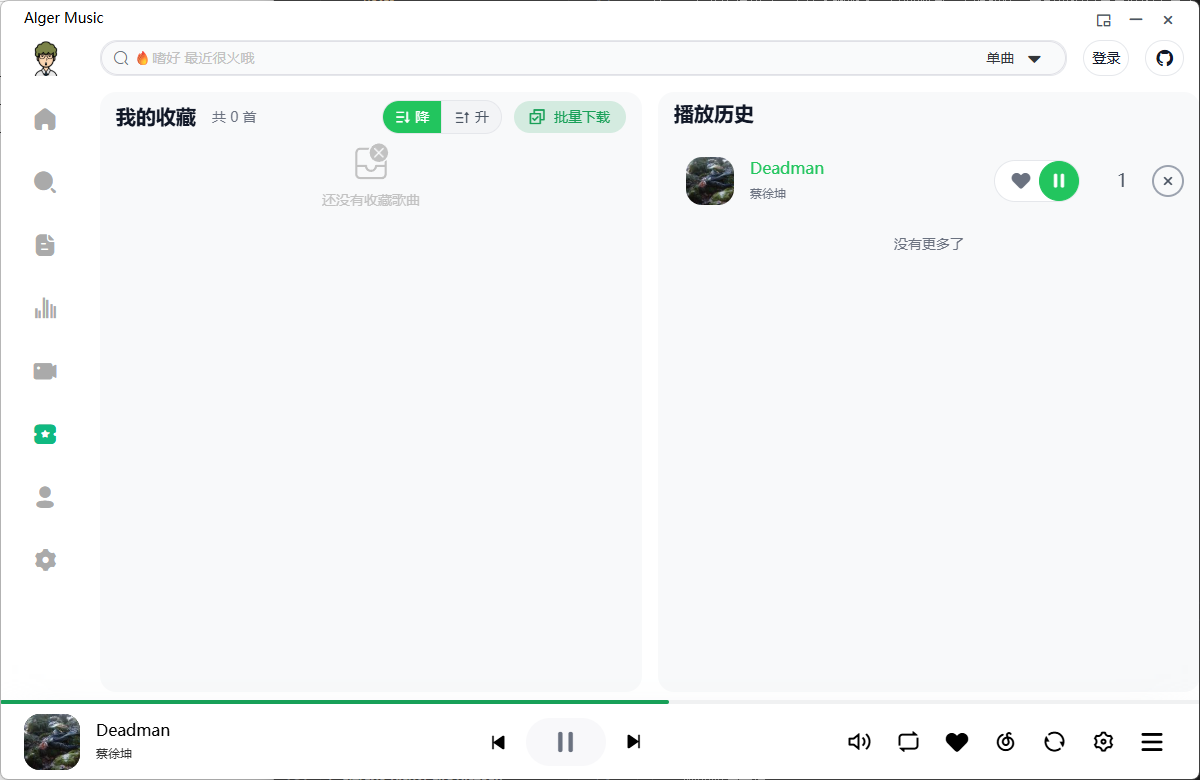 Alger Music
嗜好 最近很火哦
单曲
登录
我的收藏 共 0 首
降
升
批量下载
还没有收藏歌曲
播放历史
Deadman
蔡徐坤
1
没有更多了
Deadman
蔡徐坤